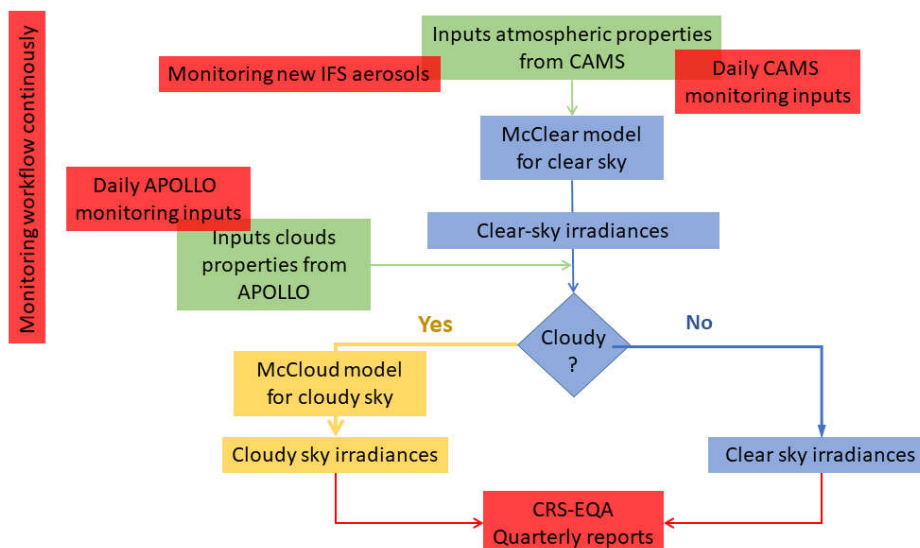 Monitoring workflow continously
Inputs atmospheric properties
from CAMS
Monitoring new IFS aerosols
Daily CAMS
monitoring inputs
McClear model
for clear sky
Daily APOLLO
monitoring inputs
Clear-sky irradiances
Inputs clouds
properties from
APOLLO
Yes
No
Cloudy
?
McCloud model
for cloudy sky
Cloudy sky irradiances
Clear sky irradiances
CRS-EQA
Quarterly reports